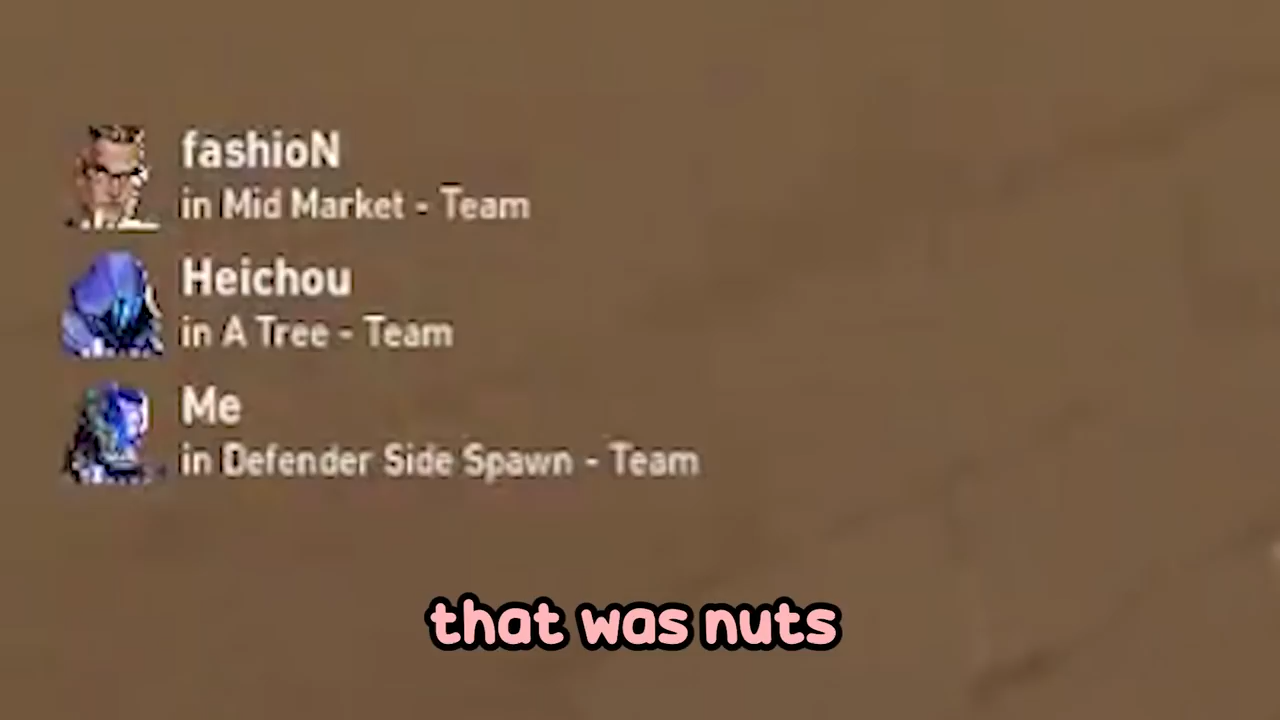 fashioN
in Mid Market - Team
Heichou
in A Tree - Team
Me
in Defender Side Spawn - Team
that was nuts